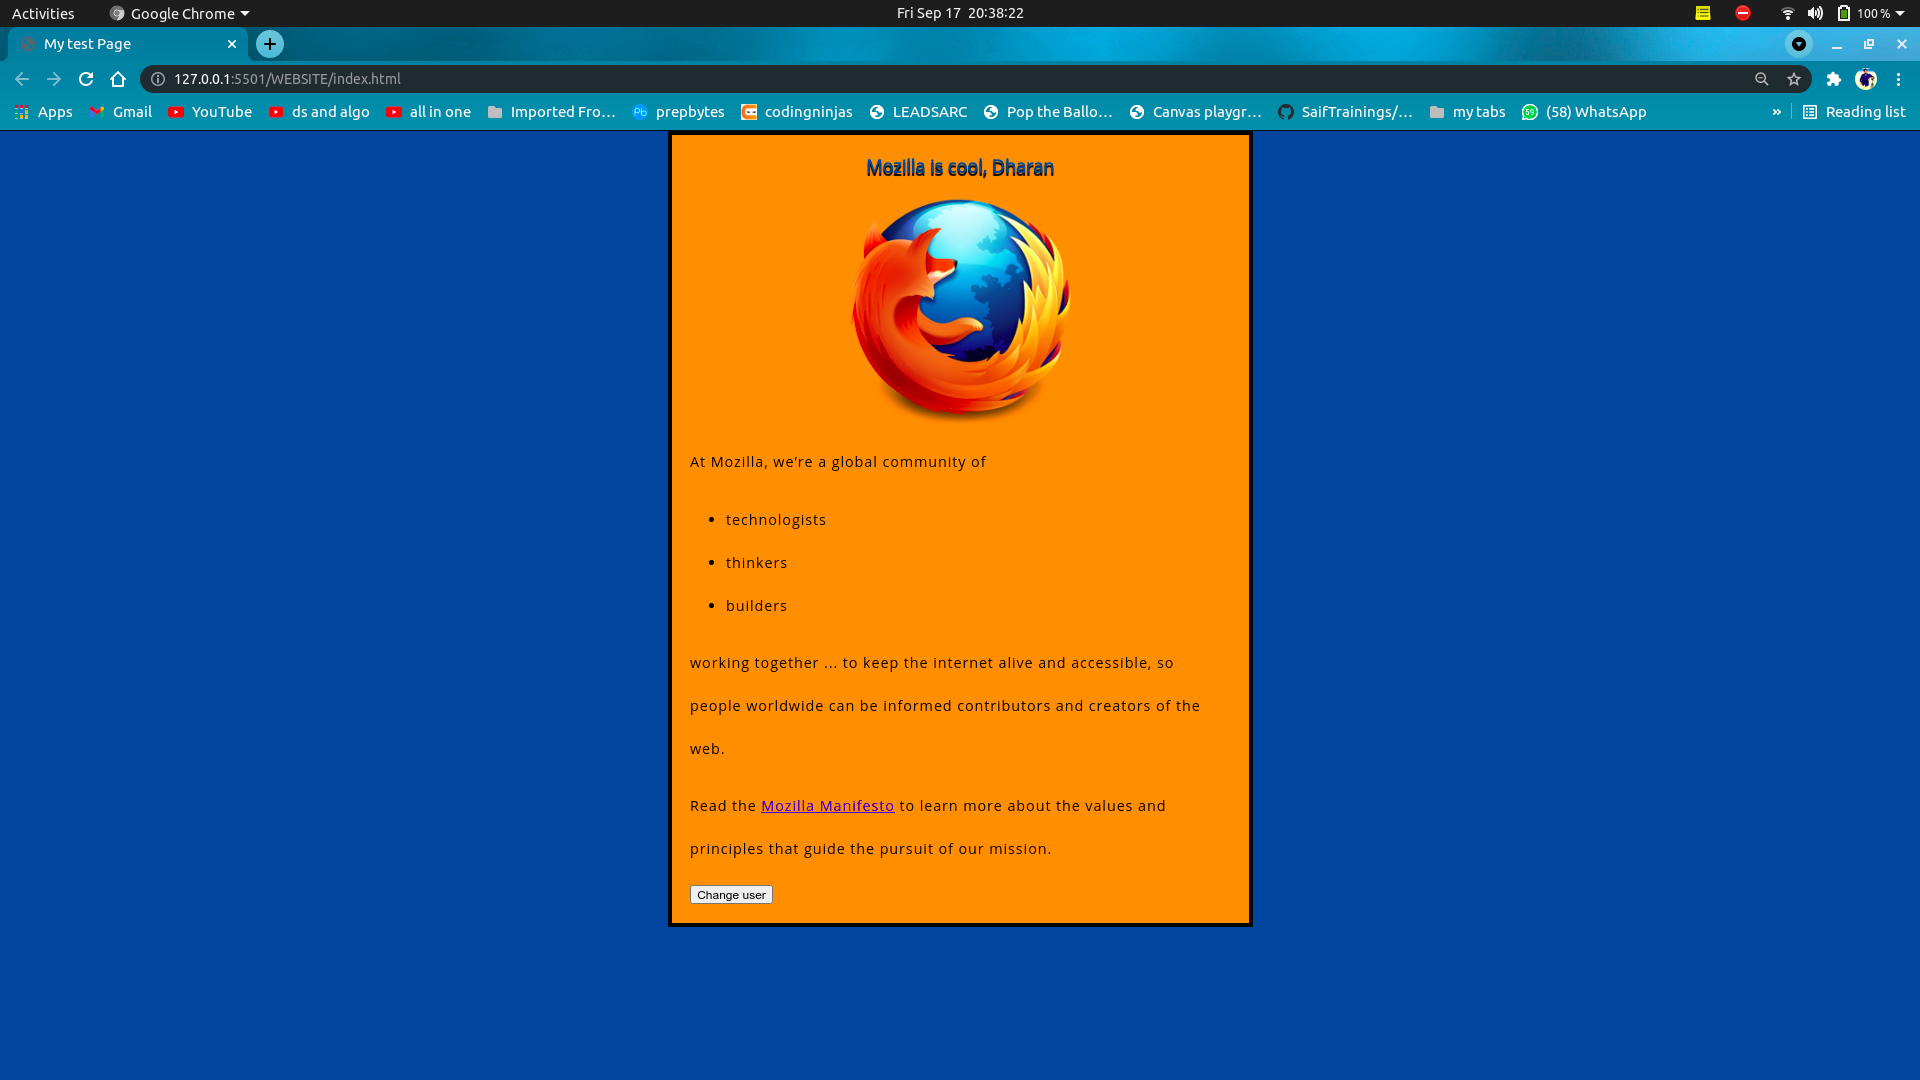 Activities Google Chrome Fri Sep 17 20:38:22 100 %
My test Page
127.0.0.1:5501/WEBSITE/index.html
Apps Gmail YouTube ds and algo all in one Imported Fro... Pb prepbytes codingninjas LEADSARC Pop the Ballo... Canvas playgr... SaifTrainings/... my tabs 59 (58) WhatsApp » Reading list
Mozilla is cool, Dharan
At Mozilla, we’re a global community of
• technologists
• thinkers
• builders
working together ... to keep the internet alive and accessible, so
people worldwide can be informed contributors and creators of the
web.
Read the Mozilla Manifesto to learn more about the values and
principles that guide the pursuit of our mission.
Change user